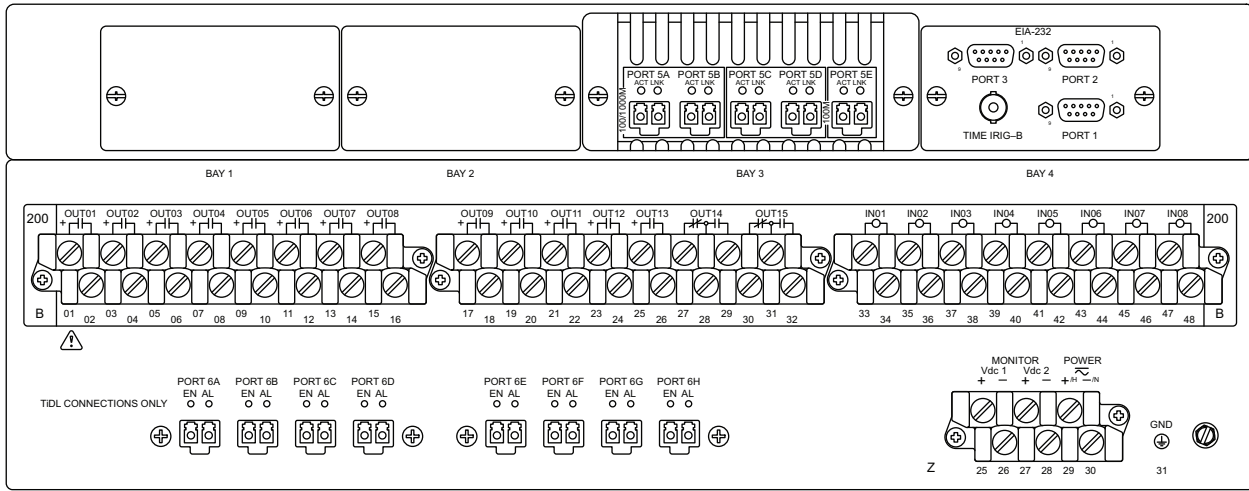 EIA-232
1 1
9 9
PORT 5A PORT 5B PORT 5C PORT 5D PORT 5E
ACT LNK ACT LNK ACT LNK ACT LNK ACT LNK
100/1000M
100M
PORT 3 PORT 2
1
9
TIME IRIG–B PORT 1
BAY 1 BAY 2 BAY 3 BAY 4
200 OUT01 OUT02 OUT03 OUT04 OUT05 OUT06 OUT07 OUT08 OUT09 OUT10 OUT11 OUT12 OUT13 OUT14 OUT15 IN01 IN02 IN03 IN04 IN05 IN06 IN07 IN08 200
+ + + + + + + + + + + + +
B 01 02 03 04 05 06 07 08 09 10 11 12 13 14 15 16 17 18 19 20 21 22 23 24 25 26 27 28 29 30 31 32 33 34 35 36 37 38 39 40 41 42 43 44 45 46 47 48 B
!
MONITOR POWER
Vdc 1 Vdc 2
+ – + – +/H –/N
PORT 6A PORT 6B PORT 6C PORT 6D PORT 6E PORT 6F PORT 6G PORT 6H
EN AL EN AL EN AL EN AL EN AL EN AL EN AL EN AL
TiDL CONNECTIONS ONLY
GND
Z 25 26 27 28 29 30 31